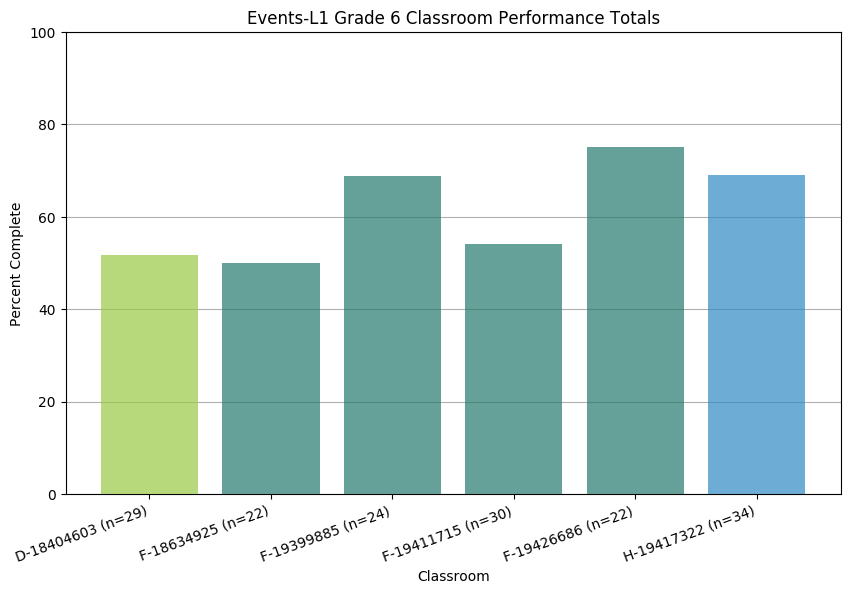 Events-L1 Grade 6 Classroom Performance Totals
100
80
60
40
20
0
Percent Complete
D-18404603 (n=29)
F-18634925 (n=22)
F-19399885 (n=24)
F-19411715 (n=30)
F-19426686 (n=22)
H-19417322 (n=34)
Classroom